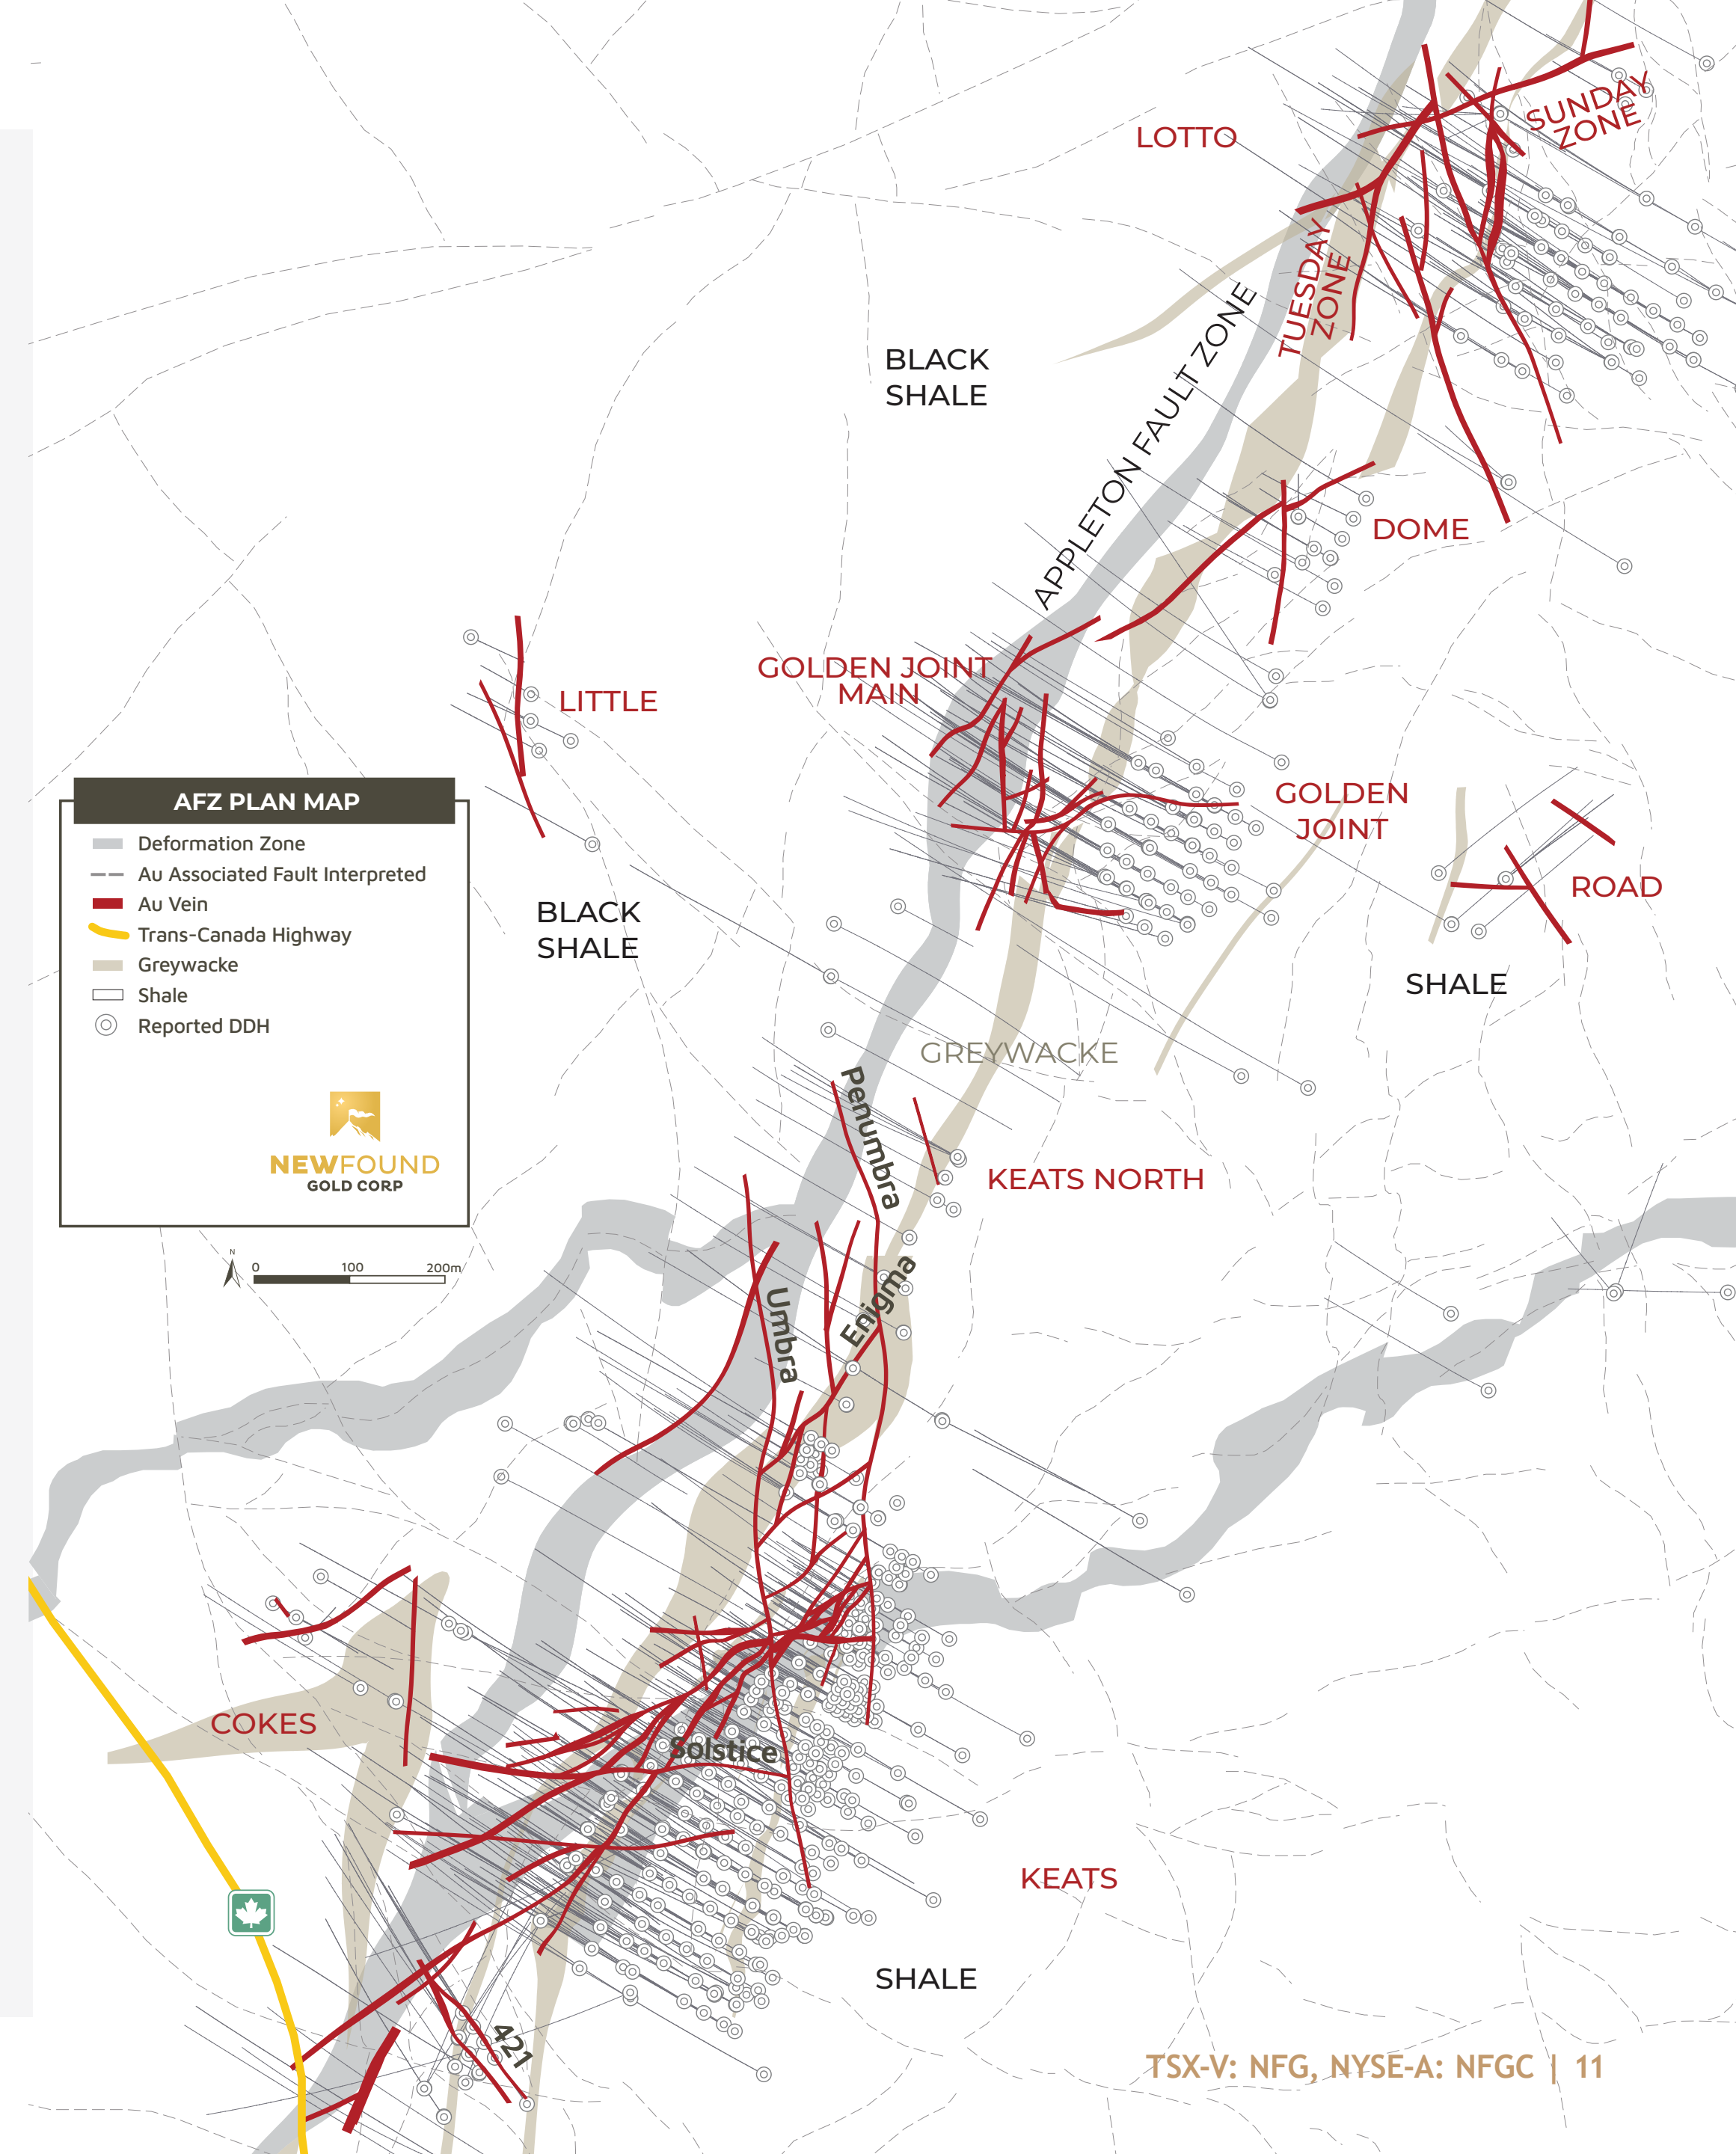 LOTTO
SUNDAY
ZONE
TUESDAY
ZONE
BLACK
SHALE
APPLETON FAULT ZONE
DOME
GOLDEN JOINT
MAIN
LITTLE
GOLDEN
JOINT
ROAD
BLACK
SHALE
SHALE
AFZ PLAN MAP
Deformation Zone
Au Associated Fault Interpreted
Au Vein
Trans-Canada Highway
Greywacke
Shale
Reported DDH
NEWFOUND
GOLD CORP
N
0 100 200m
GREYWACKE
Penumbra
KEATS NORTH
Enigma
Umbra
COKES
Solstice
KEATS
SHALE
421
TSX-V: NFG, NYSE-A: NFGC | 11